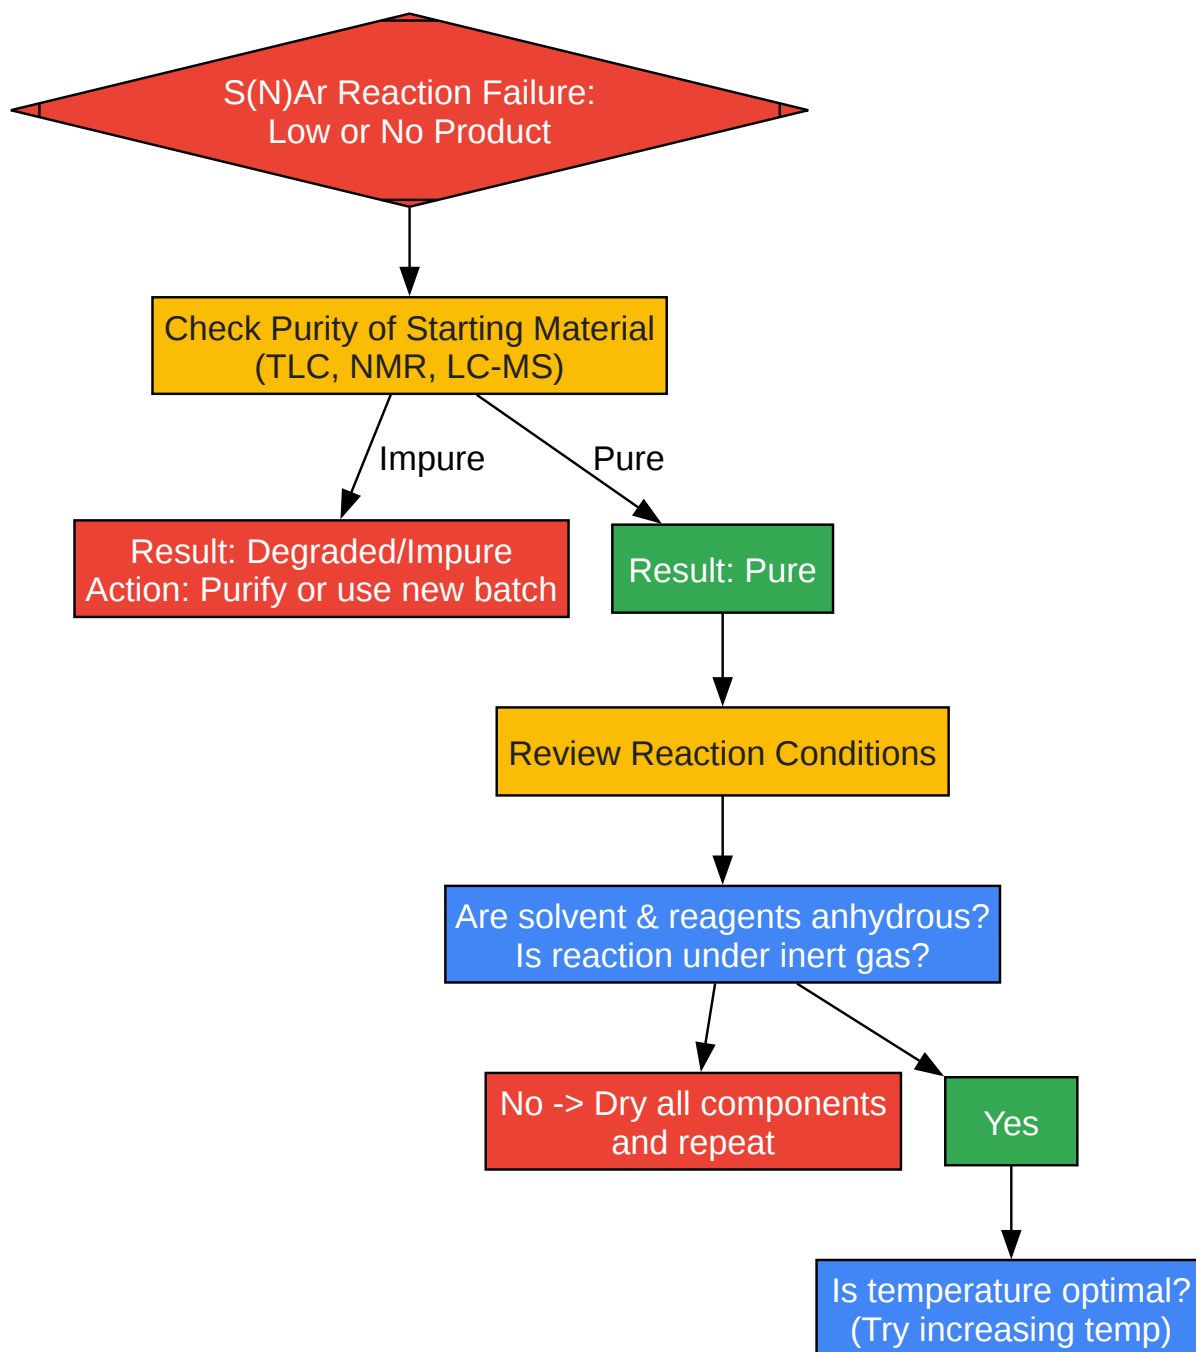 S(N)Ar Reaction Failure:
Low or No Product
Check Purity of Starting Material
(TLC, NMR, LC-MS)
Impure
Pure
Result: Degraded/Impure
Action: Purify or use new batch
Result: Pure
Review Reaction Conditions
Are solvent & reagents anhydrous?
Is reaction under inert gas?
No -> Dry all components
and repeat
Yes
Is temperature optimal?
(Try increasing temp)